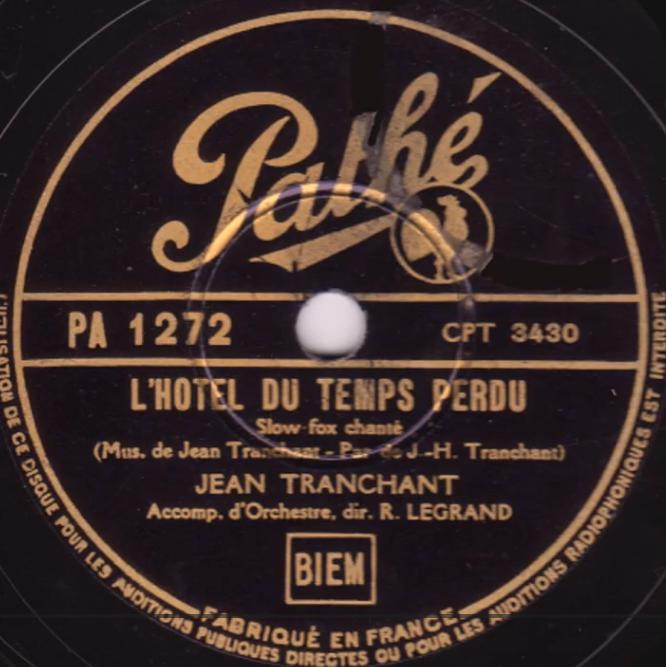 Pathé
PA 1272
CPT 3430
L'HOTEL DU TEMPS PERDU
Slow-fox chanté
(Mus. de Jean Tranchant - Par. de J.-H. Tranchant)
JEAN TRANCHANT
Accomp. d'Orchestre, dir. R. LEGRAND
BIEM
FABRIQUÉ EN FRANCE
L'UTILISATION DE CE DISQUE POUR LES AUDITIONS PUBLIQUES DIRECTES OU POUR LES AUDITIONS RADIOPHONIQUES EST INTERDITE